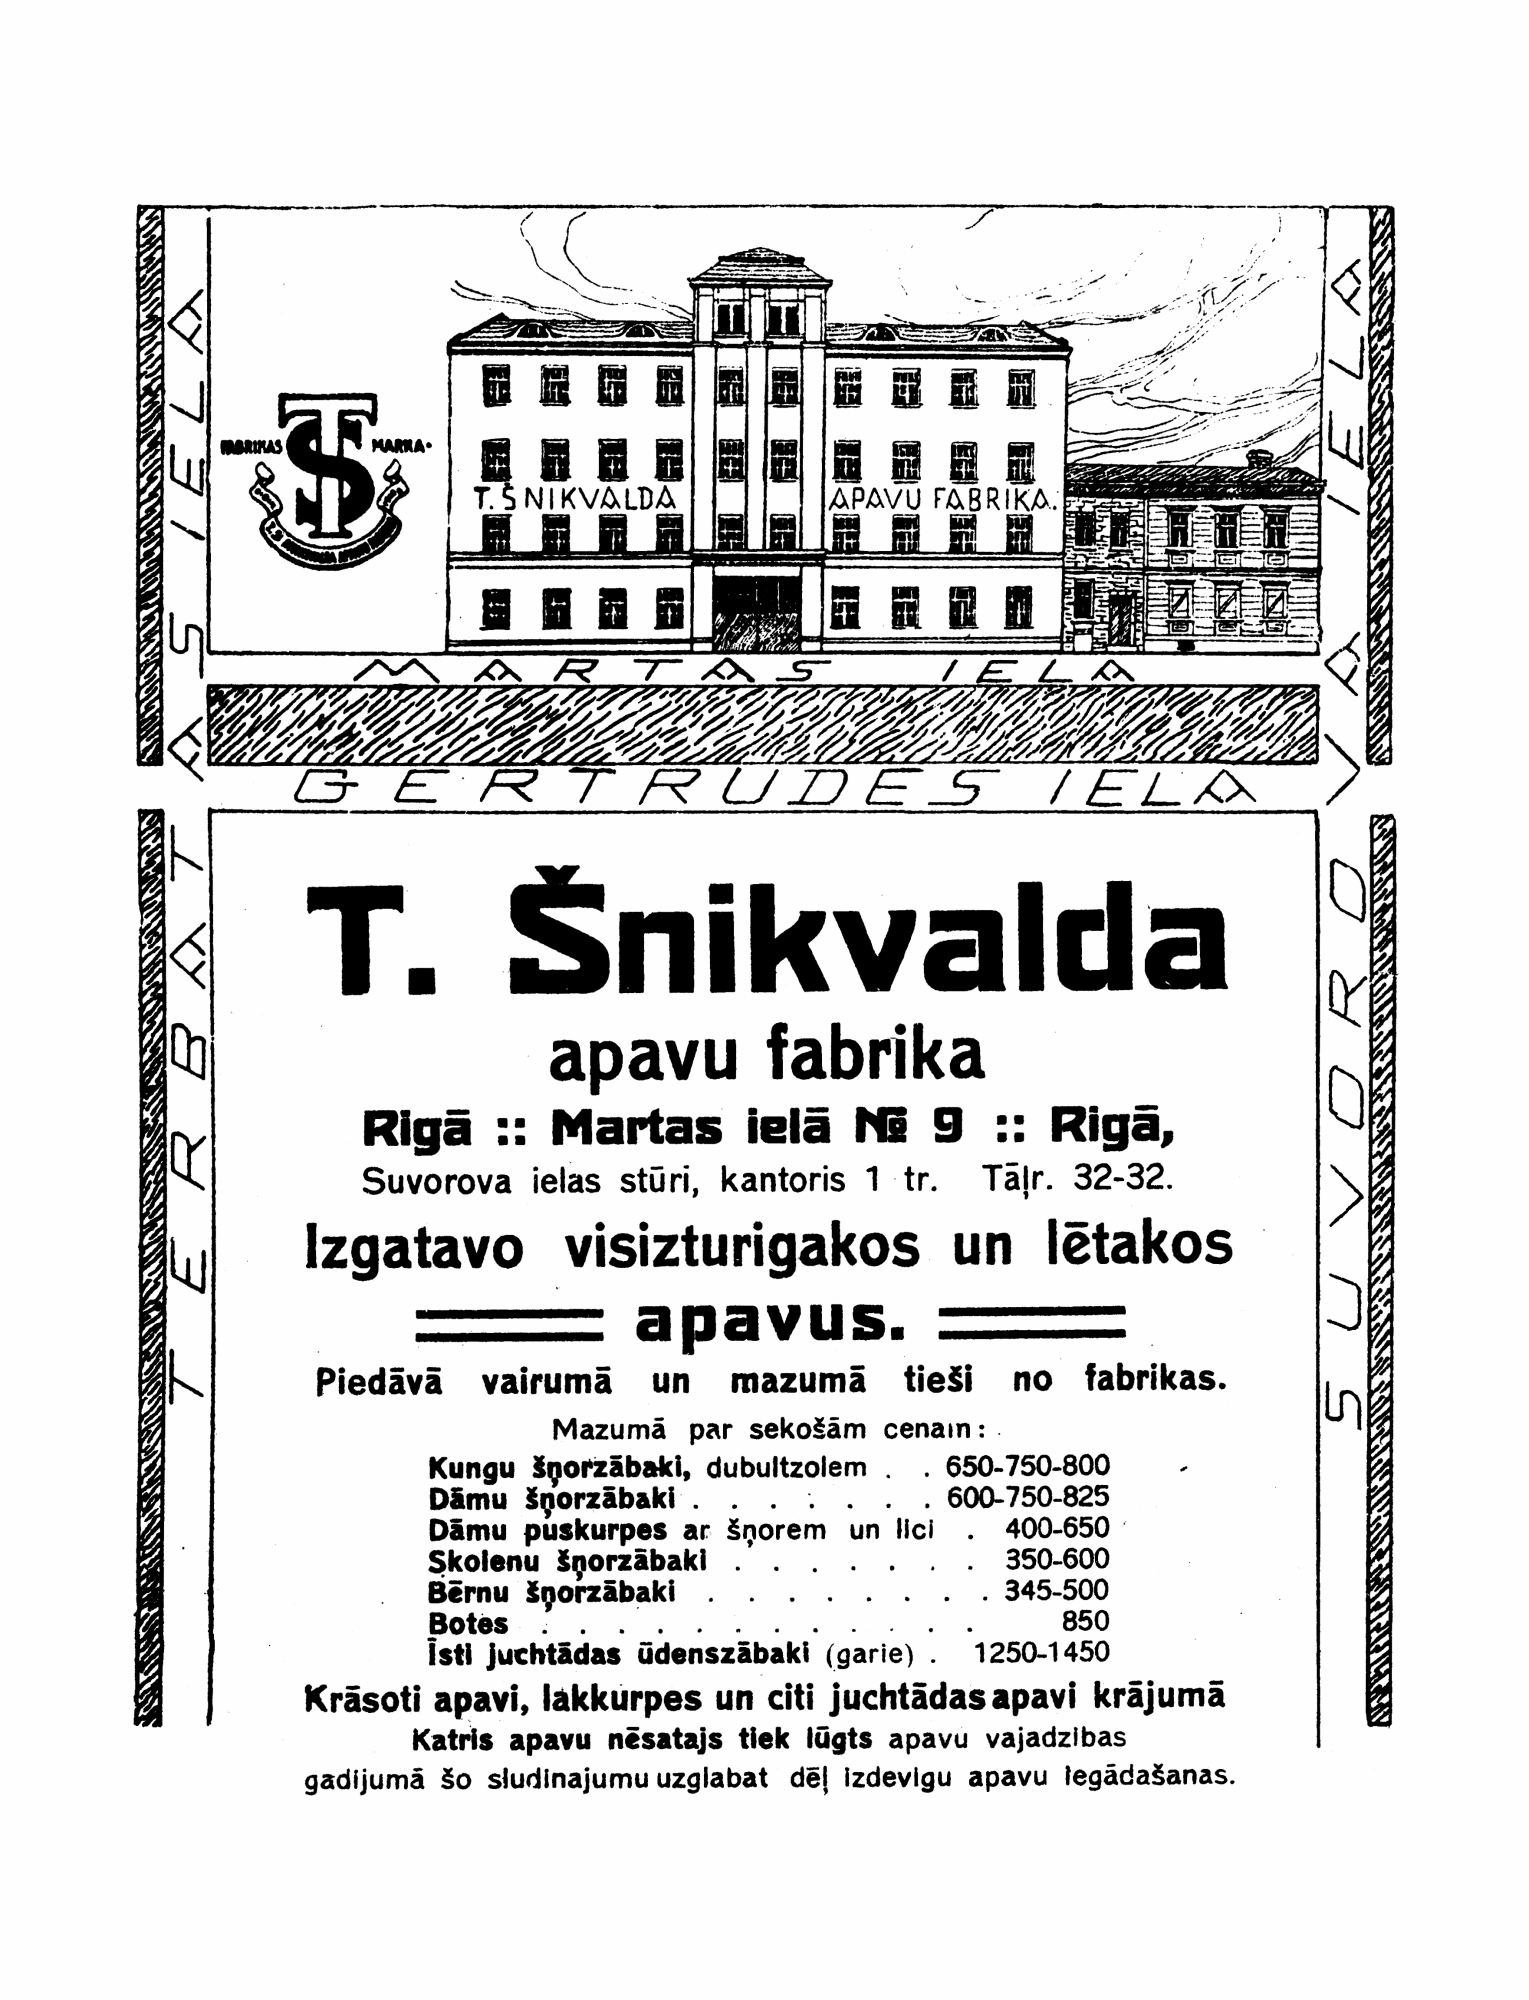 FABRIKAS MARKA
TS
T. ŠNIKVALDA APAVU FABRIKA.
MARTAS IELA
ĢERTRUDES IELA
TERBATAS IELA
SUVOROVA IELA
T. Šnikvalda
apavu fabrika
Rigā :: Martas ielā № 9 :: Rigā,
Suvorova ielas stūri, kantoris 1 tr. Tāļr. 32-32.
Izgatavo visizturigakos un lētakos
apavus.
Piedāvā vairumā un mazumā tieši no fabrikas.
Mazumā par sekošām cenam:
Kungu šņorzābaki, dubultzolem . . 650-750-800
Dāmu šņorzābaki . . . . . . . 600-750-825
Dāmu puskurpes ar šņorem un lici . 400-650
Skolenu šņorzābaki . . . . . . . 350-600
Bērnu šņorzābaki . . . . . . . . 345-500
Botes . . . . . . . . . . . . 850
Īsti juchtādas ūdenszābaki (garie) . 1250-1450
Krāsoti apavi, lakkurpes un citi juchtādas apavi krājumā
Katris apavu nēsatajs tiek lūgts apavu vajadzibas
gadijumā šo sludinajumu uzglabat dēļ izdevigu apavu iegādašanas.